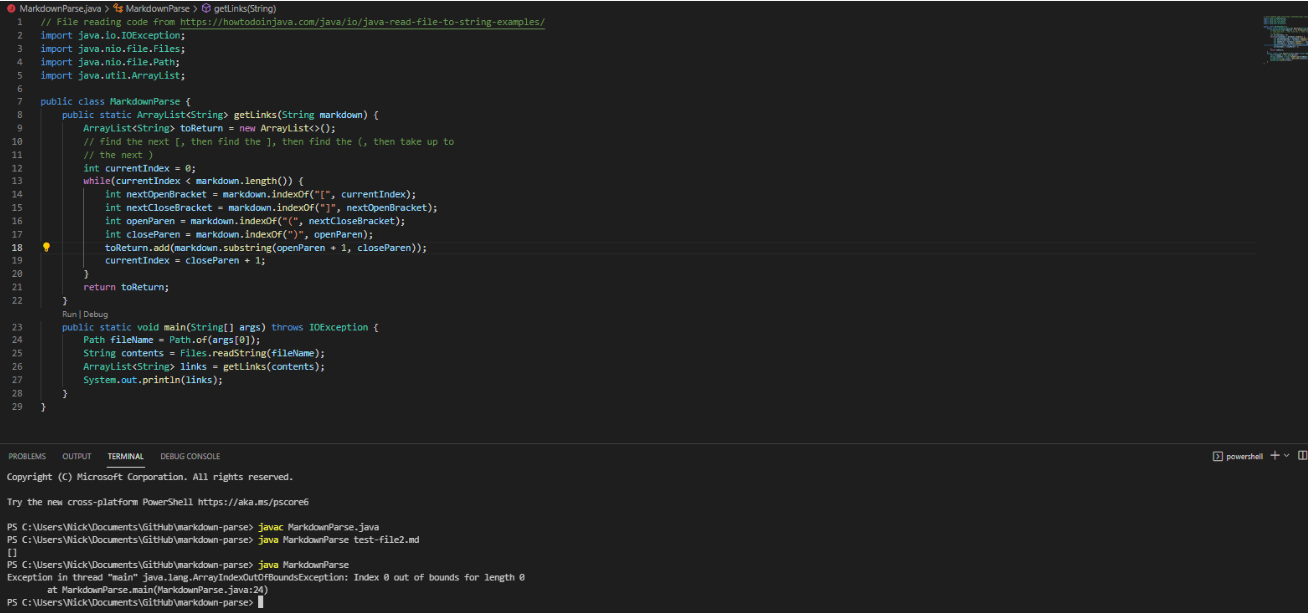 MarkdownParse.java > MarkdownParse > getLinks(String)
1 // File reading code from https://howtodoinjava.com/java/io/java-read-file-to-string-examples/
2 import java.io.IOException;
3 import java.nio.file.Files;
4 import java.nio.file.Path;
5 import java.util.ArrayList;
6
7 public class MarkdownParse {
8 public static ArrayList<String> getLinks(String markdown) {
9 ArrayList<String> toReturn = new ArrayList<>();
10 // find the next [, then find the ], then find the (, then take up to
11 // the next )
12 int currentIndex = 0;
13 while(currentIndex < markdown.length()) {
14 int nextOpenBracket = markdown.indexOf("[", currentIndex);
15 int nextCloseBracket = markdown.indexOf("]", nextOpenBracket);
16 int openParen = markdown.indexOf("(", nextCloseBracket);
17 int closeParen = markdown.indexOf(")", openParen);
18 toReturn.add(markdown.substring(openParen + 1, closeParen));
19 currentIndex = closeParen + 1;
20 }
21 return toReturn;
22 }
Run | Debug
23 public static void main(String[] args) throws IOException {
24 Path fileName = Path.of(args[0]);
25 String contents = Files.readString(fileName);
26 ArrayList<String> links = getLinks(contents);
27 System.out.println(links);
28 }
29 }
PROBLEMS OUTPUT TERMINAL DEBUG CONSOLE powershell
Copyright (C) Microsoft Corporation. All rights reserved.
Try the new cross-platform PowerShell https://aka.ms/pscore6
PS C:\Users\Nick\Documents\GitHub\markdown-parse> javac MarkdownParse.java
PS C:\Users\Nick\Documents\GitHub\markdown-parse> java MarkdownParse test-file2.md
[]
PS C:\Users\Nick\Documents\GitHub\markdown-parse> java MarkdownParse
Exception in thread "main" java.lang.ArrayIndexOutOfBoundsException: Index 0 out of bounds for length 0
at MarkdownParse.main(MarkdownParse.java:24)
PS C:\Users\Nick\Documents\GitHub\markdown-parse>